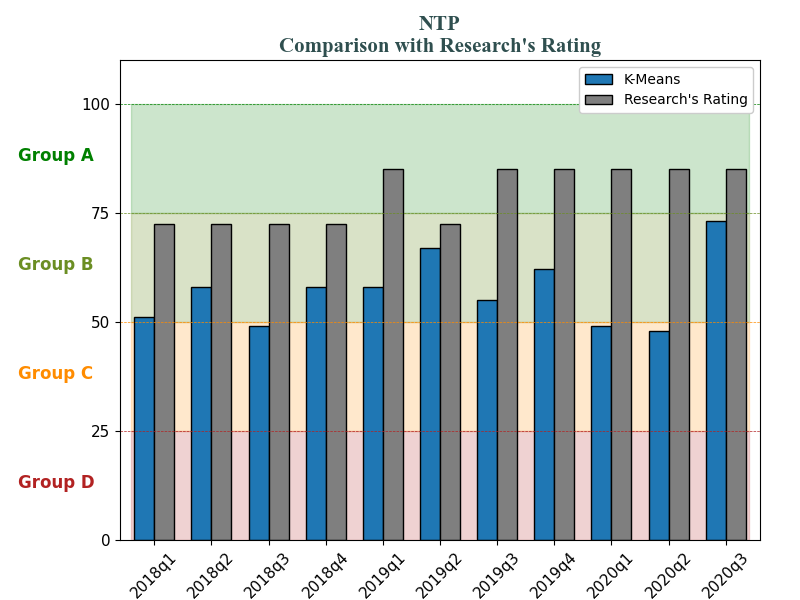 NTP
Comparison with Research's Rating
K-Means
Research's Rating
100
Group A
75
Group B
50
Group C
25
Group D
0
2018q1 2018q2 2018q3 2018q4 2019q1 2019q2 2019q3 2019q4 2020q1 2020q2 2020q3